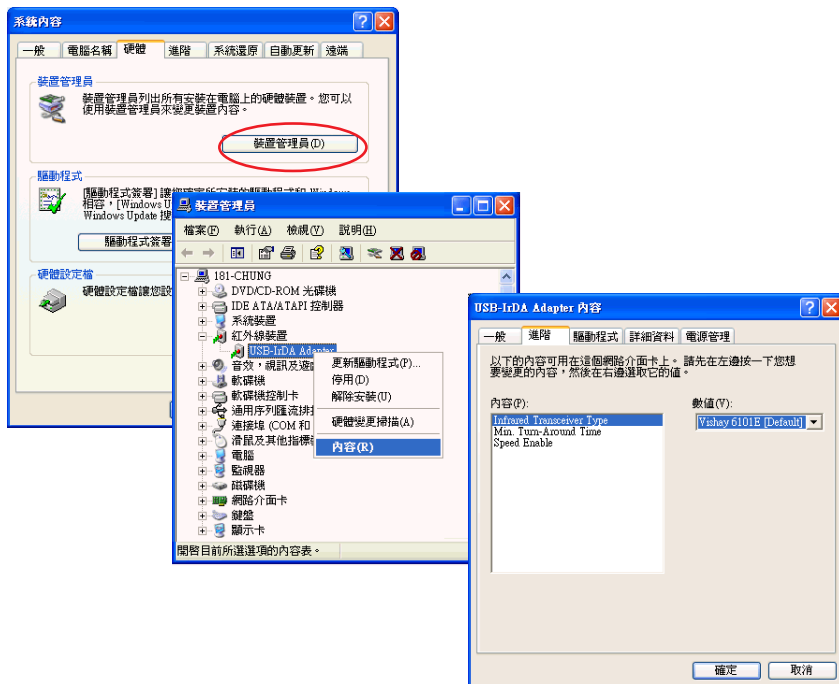 系統內容
一般 電腦名稱 硬體 進階 系統還原 自動更新 遠端
裝置管理員
裝置管理員列出所有安裝在電腦上的硬體裝置。您可以
使用裝置管理員來變更裝置內容。
裝置管理員(D)
驅動程式
[驅動程式簽署] 讓您確定所安裝的驅動程式和 Windows
相容，[Windows U
Windows Update 搜
驅動程式簽署
硬體設定檔
硬體設定檔讓您設
裝置管理員
檔案(F) 執行(A) 檢視(V) 說明(H)
181-CHUNG
DVD/CD-ROM 光碟機
IDE ATA/ATAPI 控制器
系統裝置
紅外線裝置
USB-IrDA Adapter
音效，視訊及遊
軟碟機
軟碟機控制卡
通用序列匯流排
連接埠 (COM 和
滑鼠及其他指標
電腦
監視器
磁碟機
網路介面卡
鍵盤
顯示卡
更新驅動程式(P)...
停用(D)
解除安裝(U)
硬體變更掃描(A)
內容(R)
開啓目前所選選項的內容表。
USB-IrDA Adapter 內容
一般 進階 驅動程式 詳細資料 電源管理
以下的內容可用在這個網路介面卡上。請先在左邊按一下您想
要變更的內容，然後在右邊選取它的值。
內容(P): 數值(V):
Infrared Transceiver Type Vishay 6101E [Default]
Min. Turn-Around Time
Speed Enable
確定 取消